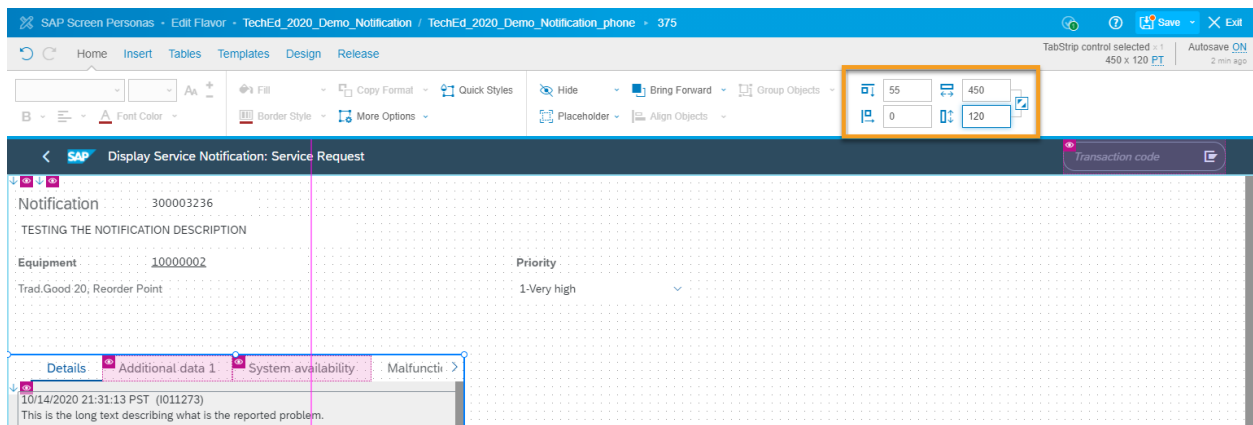 SAP Screen Personas - Edit Flavor - TechEd_2020_Demo_Notification / TechEd_2020_Demo_Notification_phone > 375
Save
Exit
Home Insert Tables Templates Design Release
TabStrip control selected x 1
450 x 120 PT
Autosave ON
2 min ago
Fill
Copy Format
Quick Styles
Hide
Bring Forward
Group Objects
55
450
B
A Font Color
Border Style
More Options
Placeholder
Align Objects
0
120
SAP Display Service Notification: Service Request
Transaction code
Notification 300003236
TESTING THE NOTIFICATION DESCRIPTION
Equipment 10000002 Priority
Trad.Good 20, Reorder Point 1-Very high
Details Additional data 1 System availability Malfuncti
10/14/2020 21:31:13 PST (I011273)
This is the long text describing what is the reported problem.